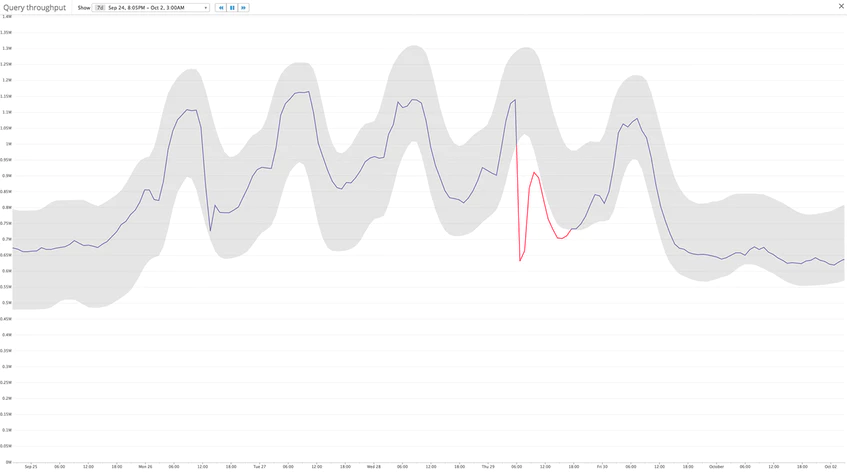 Query throughput
Show 7d Sep 24, 8:05PM - Oct 2, 3:00AM
1.4M
1.35M
1.3M
1.25M
1.2M
1.15M
1.1M
1.05M
1M
0.95M
0.9M
0.85M
0.8M
0.75M
0.7M
0.65M
0.6M
0.55M
0.5M
0.45M
0.4M
0.35M
0.3M
0.25M
0.2M
0.15M
0.1M
0.05M
0M
Sep 25 06:00 12:00 18:00 Mon 26 06:00 12:00 18:00 Tue 27 06:00 12:00 18:00 Wed 28 06:00 12:00 18:00 Thu 29 06:00 12:00 18:00 Fri 30 06:00 12:00 18:00 October 06:00 12:00 18:00 Oct 02